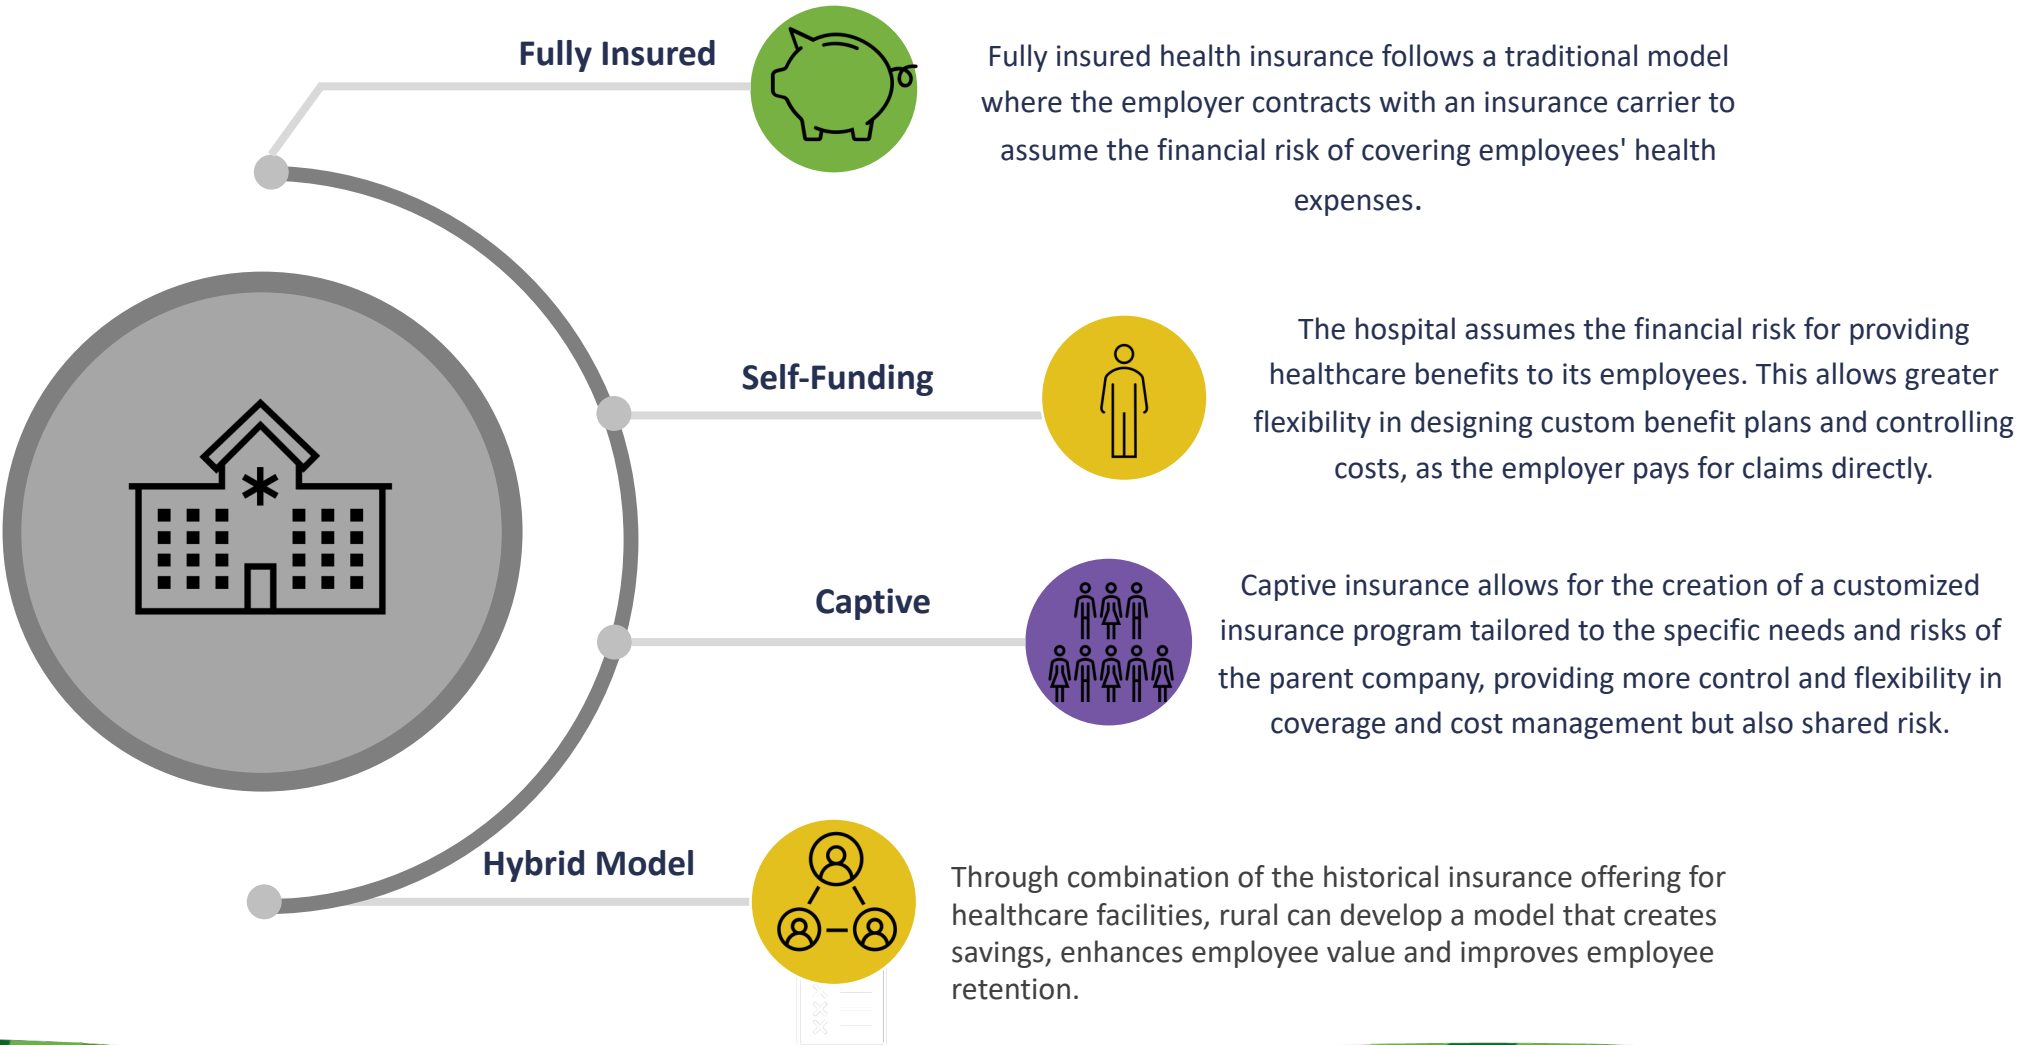 Fully Insured
Fully insured health insurance follows a traditional model
where the employer contracts with an insurance carrier to
assume the financial risk of covering employees' health
expenses.
Self-Funding
The hospital assumes the financial risk for providing
healthcare benefits to its employees. This allows greater
flexibility in designing custom benefit plans and controlling
costs, as the employer pays for claims directly.
Captive
Captive insurance allows for the creation of a customized
insurance program tailored to the specific needs and risks of
the parent company, providing more control and flexibility in
coverage and cost management but also shared risk.
Hybrid Model
Through combination of the historical insurance offering for
healthcare facilities, rural can develop a model that creates
savings, enhances employee value and improves employee
retention.